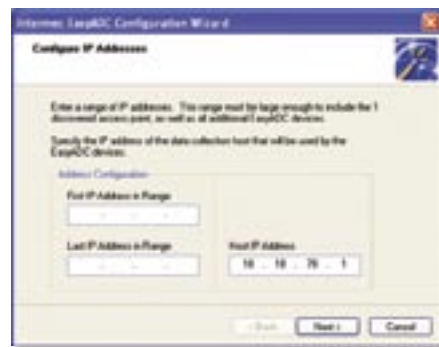 Intermec EasyADC Configuration Wizard
Configure IP Addresses
Enter a range of IP addresses. This range must be large enough to include the 1
discovered access point, as well as all additional EasyADC devices.
Specify the IP address of the data collection host that will be used by the
EasyADC devices.
Address Configuration
First IP Address in Range
Last IP Address in Range
Host IP Address
. 1
< Back
Next >
Cancel